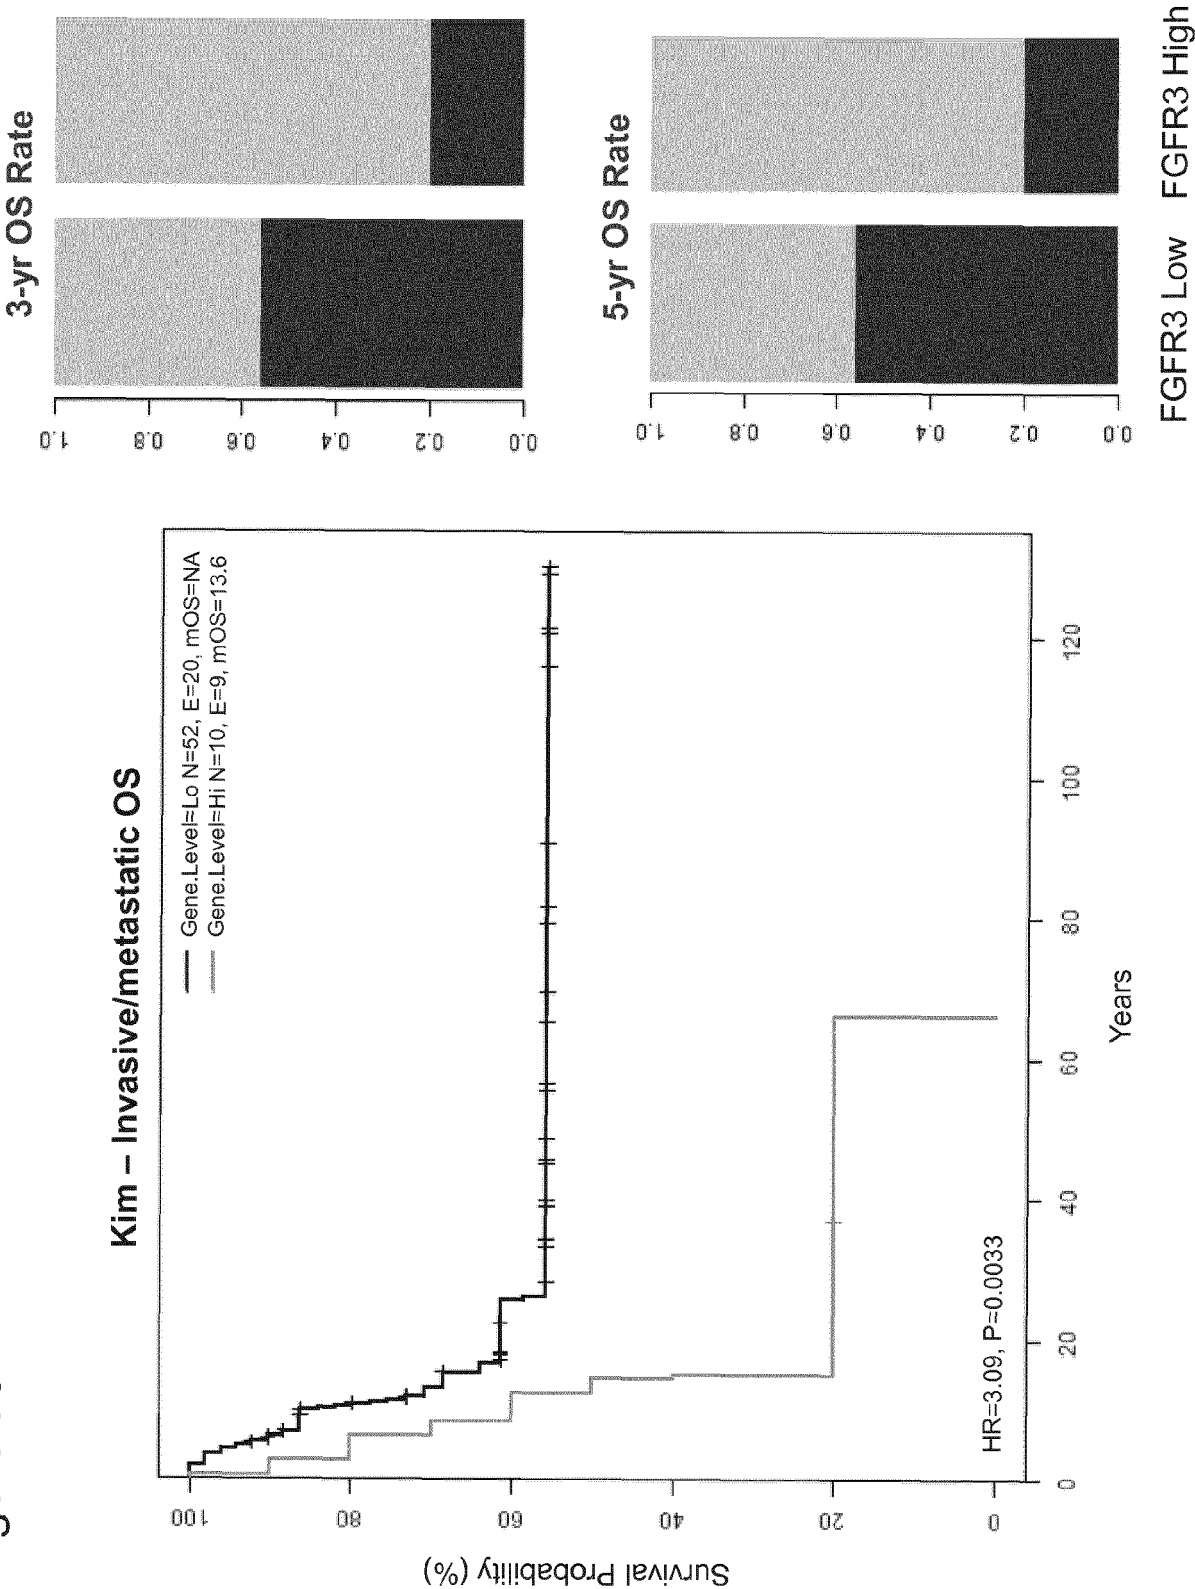 Kim – Invasive/metastatic OS
Gene.Level=Lo N=52, E=20, mOS=NA
Gene.Level=Hi N=10, E=9, mOS=13.6
HR=3.09, P=0.0033
Survival Probability (%)
100
80
60
40
20
0
0 20 40 60 80 100 120
Years
3-yr OS Rate
1.0
0.8
0.6
0.4
0.2
0.0
5-yr OS Rate
1.0
0.8
0.6
0.4
0.2
0.0
FGFR3 Low FGFR3 High